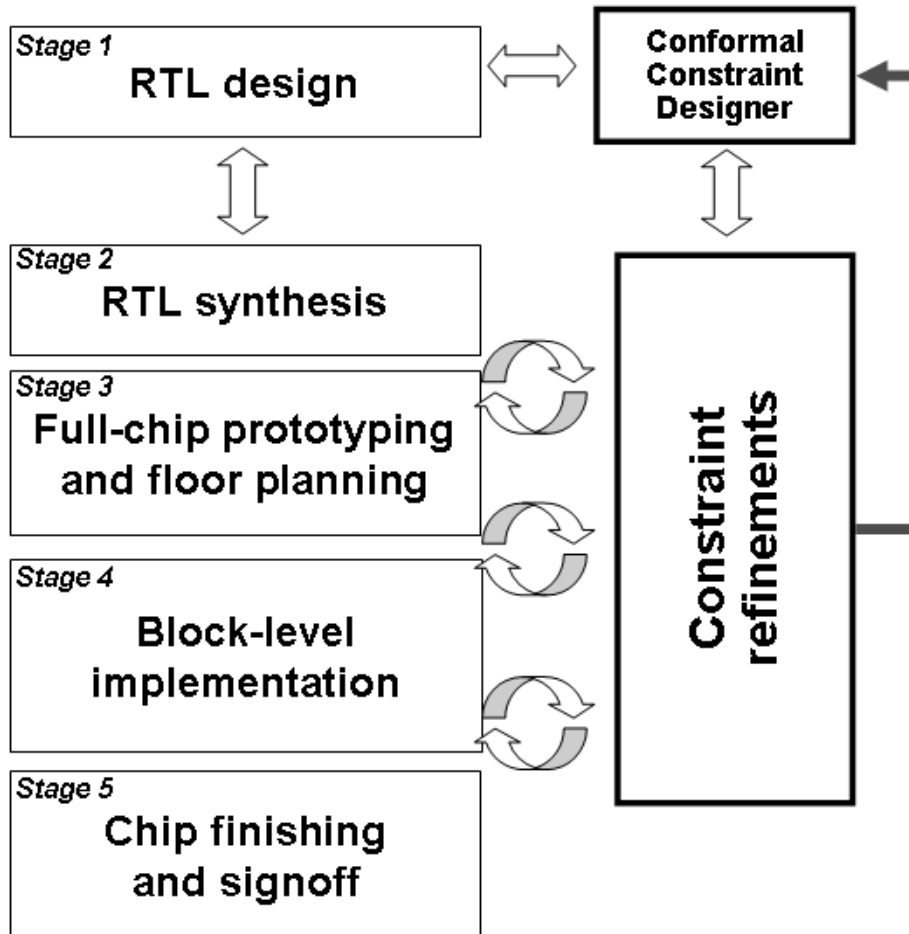 Stage 1
RTL design
Conformal
Constraint
Designer
Stage 2
RTL synthesis
Stage 3
Full-chip prototyping
and floor planning
Constraint
refinements
Stage 4
Block-level
implementation
Stage 5
Chip finishing
and signoff